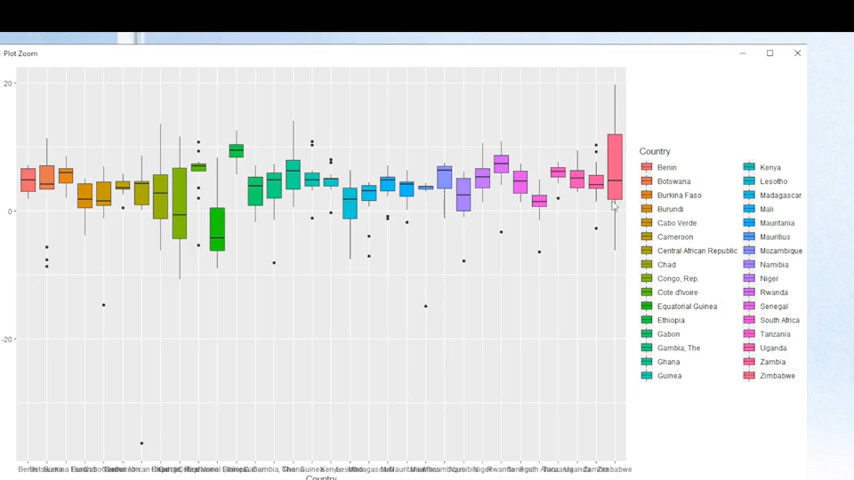 Plot Zoom
20
0
-20
Country
Benin
Botswana
Burkina Faso
Burundi
Cabo Verde
Cameroon
Central African Republic
Chad
Congo, Rep.
Cote d'Ivoire
Equatorial Guinea
Ethiopia
Gabon
Gambia, The
Ghana
Guinea
Kenya
Lesotho
Madagascar
Mali
Mauritania
Mauritius
Mozambique
Namibia
Niger
Rwanda
Senegal
South Africa
Tanzania
Uganda
Zambia
Zimbabwe
Country